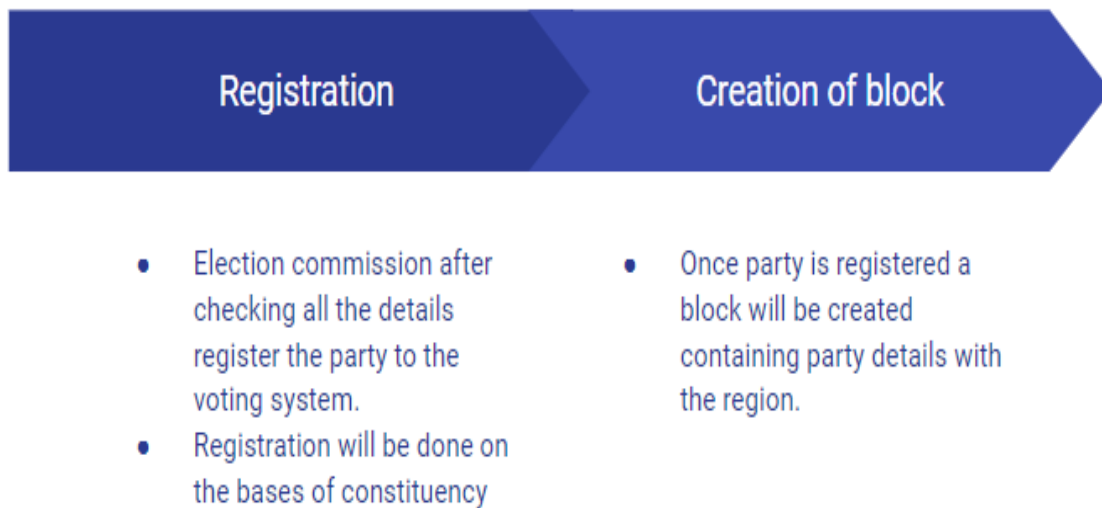 Registration
Creation of block
● Election commission after
checking all the details
register the party to the
voting system.
● Registration will be done on
the bases of constituency
● Once party is registered a
block will be created
containing party details with
the region.